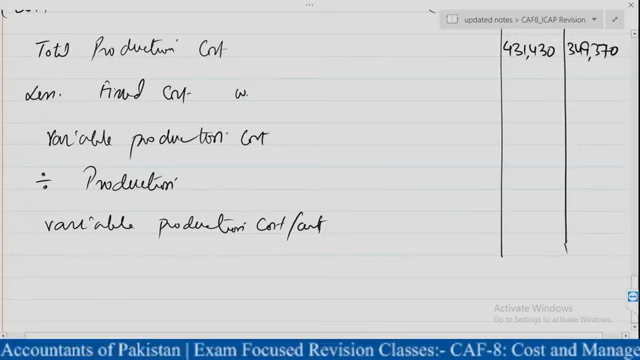 updated notes > CAF8_ICAP Revision
Total Production Cost 431,430 349,370
Less. Fixed Cost w.
variable production Cost
÷ Production
variable production Cost/unit
Activate Windows
Go to Settings to activate Windows.
Accountants of Pakistan | Exam Focused Revision Classes:- CAF-8: Cost and Manag